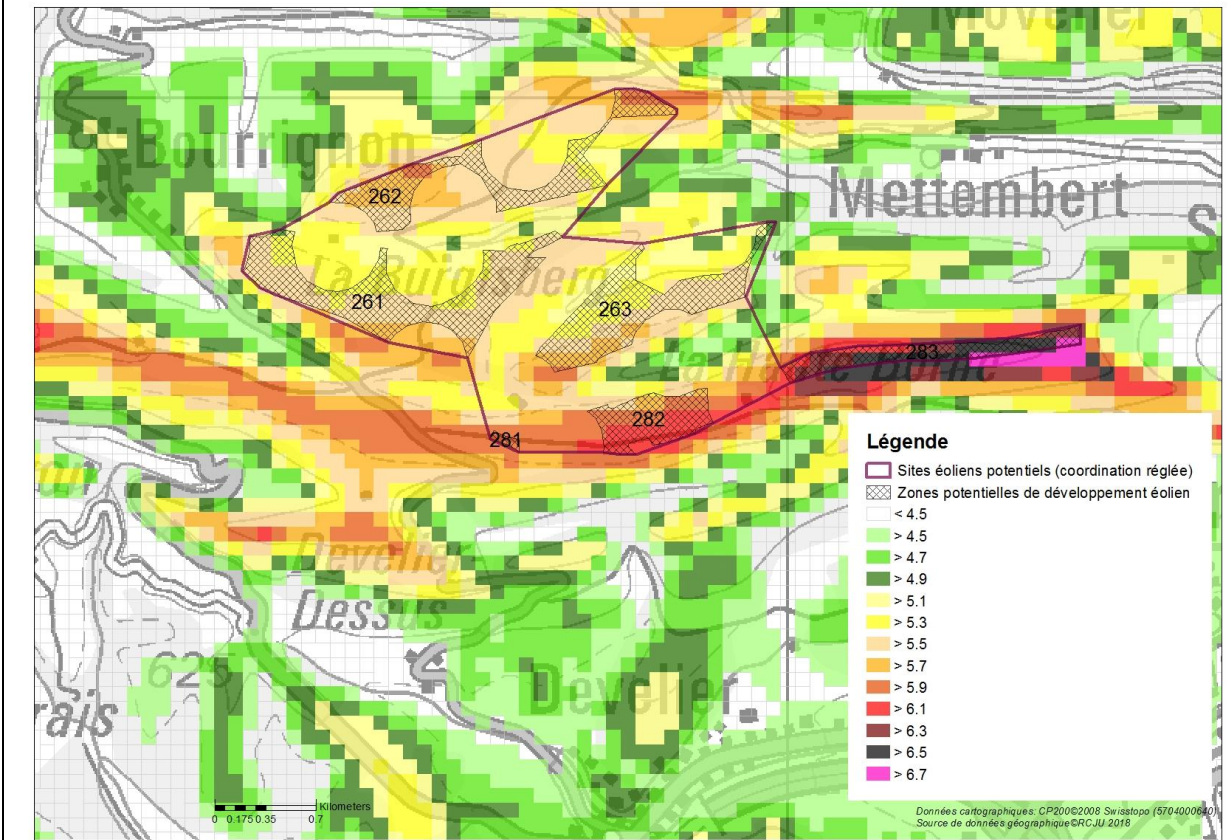 Movelier
Bourrignon
262
Mettembert
S
La Burgisberg
261
263
La Haute Borne
283
282
281
Légende
Sites éoliens potentiels (coordination réglée)
Zones potentielles de développement éolien
< 4.5
> 4.5
> 4.7
> 4.9
> 5.1
> 5.3
> 5.5
> 5.7
> 5.9
> 6.1
> 6.3
> 6.5
> 6.7
Develier
Dessus
625
Develier
rais
Kilometers
0 0.175 0.35 0.7
Données cartographiques: CP200©2008 Swisstopo (5704000640)
Source de données géographique©RCJU 2018